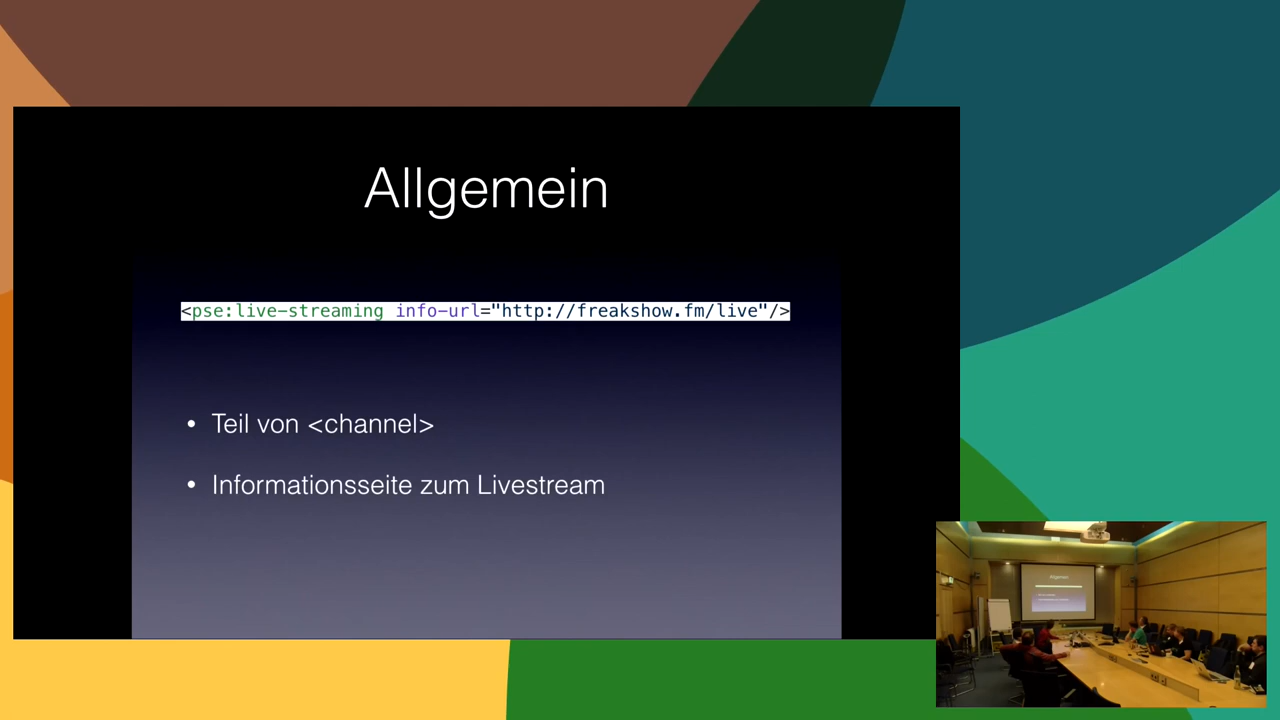 Allgemein
<pse:live-streaming info-url="http://freakshow.fm/live"/>
• Teil von <channel>
• Informationsseite zum Livestream